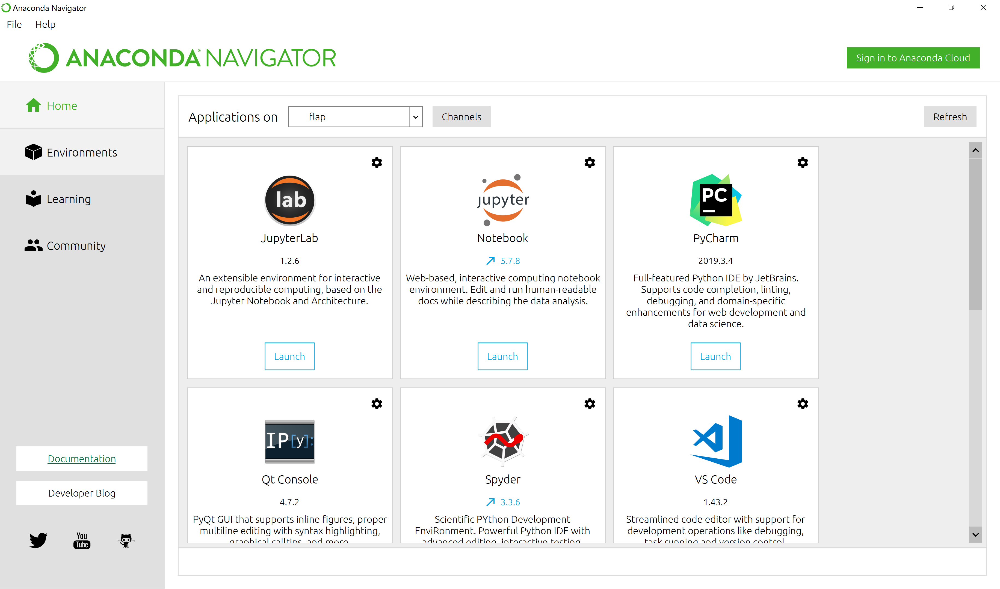 Anaconda Navigator
File Help
ANACONDA® NAVIGATOR
Sign in to Anaconda Cloud
Home
Environments
Learning
Community
Documentation
Developer Blog
You
Tube
Applications on flap Channels Refresh
lab
JupyterLab
1.2.6
An extensible environment for interactive
and reproducible computing, based on the
Jupyter Notebook and Architecture.
Launch
jupyter
Notebook
5.7.8
Web-based, interactive computing notebook
environment. Edit and run human-readable
docs while describing the data analysis.
Launch
PC
PyCharm
2019.3.4
Full-featured Python IDE by JetBrains.
Supports code completion, linting,
debugging, and domain-specific
enhancements for web development and
data science.
Launch
IP[y]:
Qt Console
4.7.2
PyQt GUI that supports inline figures, proper
multiline editing with syntax highlighting,
graphical calltips, and more.
Spyder
3.3.6
Scientific PYthon Development
EnviRonment. Powerful Python IDE with
advanced editing, interactive testing,
VS Code
1.43.2
Streamlined code editor with support for
development operations like debugging,
task running and version control.